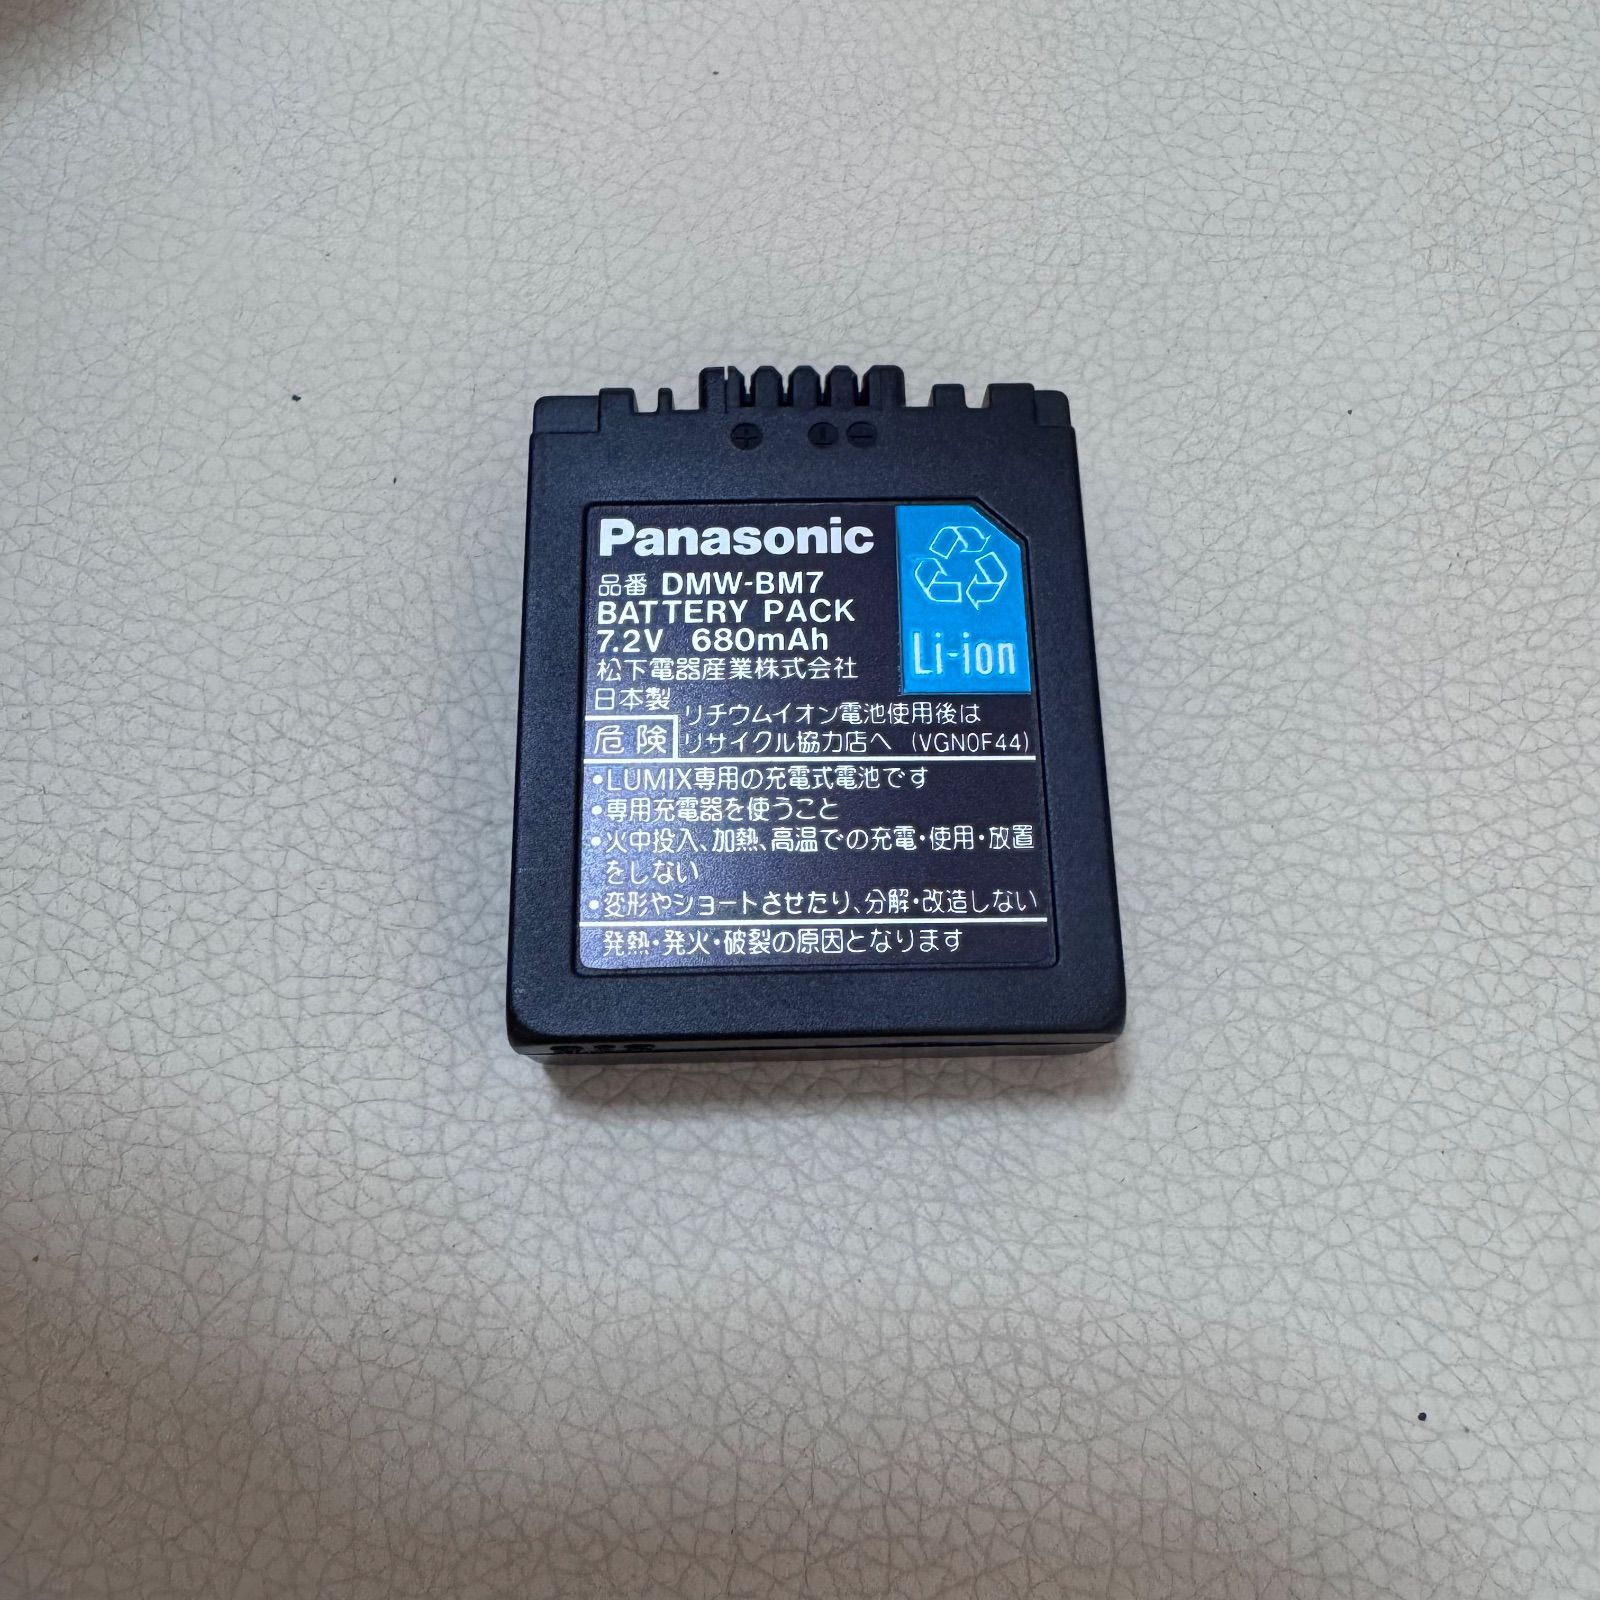 Panasonic
品番 DMW-BM7
BATTERY PACK
7.2V 680mAh
松下電器産業株式会社
日本製
Li-ion
危険
リチウムイオン電池使用後は
リサイクル協力店へ (VGN0F44)
•LUMIX専用の充電式電池です
•専用充電器を使うこと
•火中投入、加熱、高温での充電・使用・放置
をしない
•変形やショートさせたり、分解・改造しない
発熱・発火・破裂の原因となります